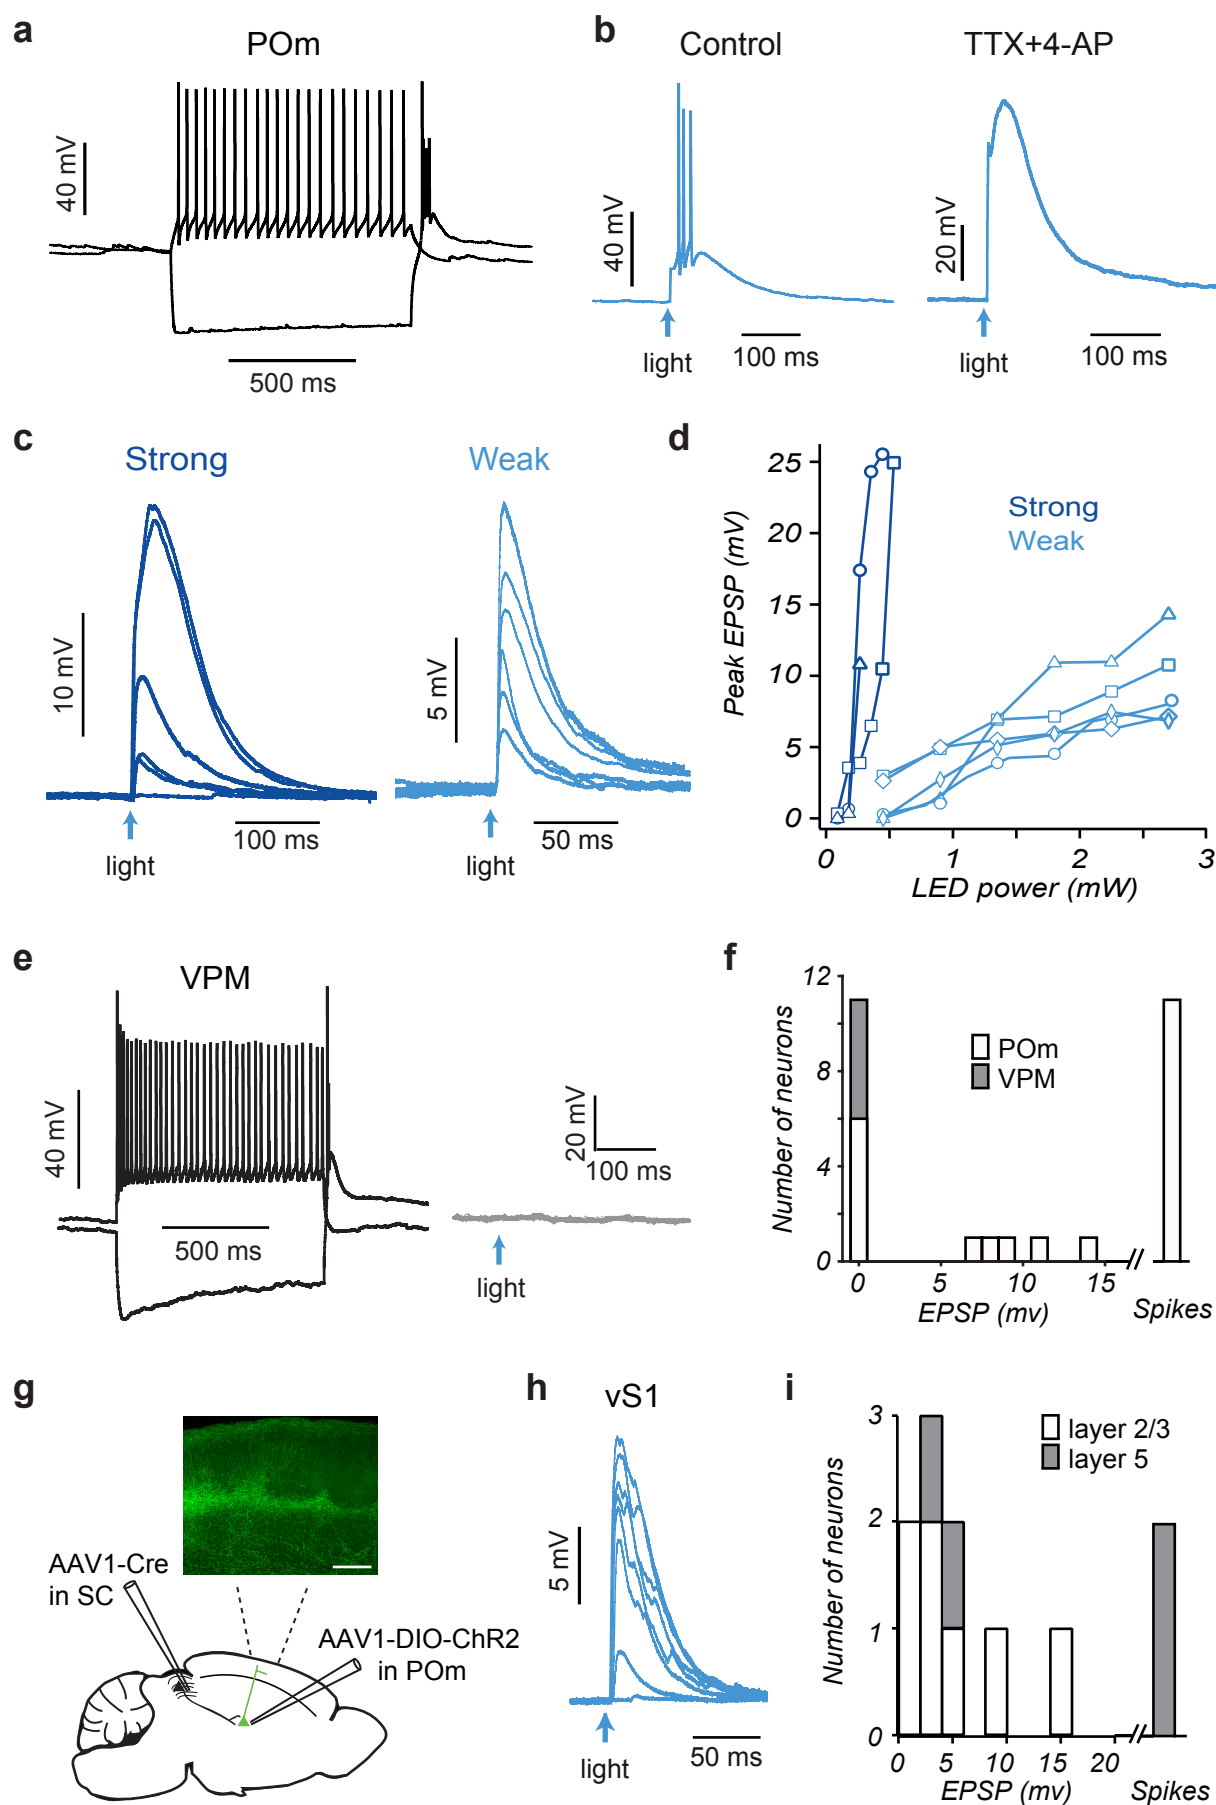 a
POm
40 mV
500 ms
b
Control
TTX+4-AP
40 mV
20 mV
light
100 ms
light
100 ms
c
Strong
Weak
10 mV
5 mV
100 ms
50 ms
light
light
d
Strong
Weak
Peak EPSP (mV)
25
20
15
10
5
0
0 1 2 3
LED power (mW)
e
VPM
40 mV
500 ms
20 mV
100 ms
light
f
Number of neurons
12
8
4
0
POm
VPM
0 5 10 15
EPSP (mv)
Spikes
g
AAV1-Cre
in SC
AAV1-DIO-ChR2
in POm
h
vS1
5 mV
light
50 ms
i
Number of neurons
3
2
1
0
layer 2/3
layer 5
0 5 10 15 20
EPSP (mv)
Spikes